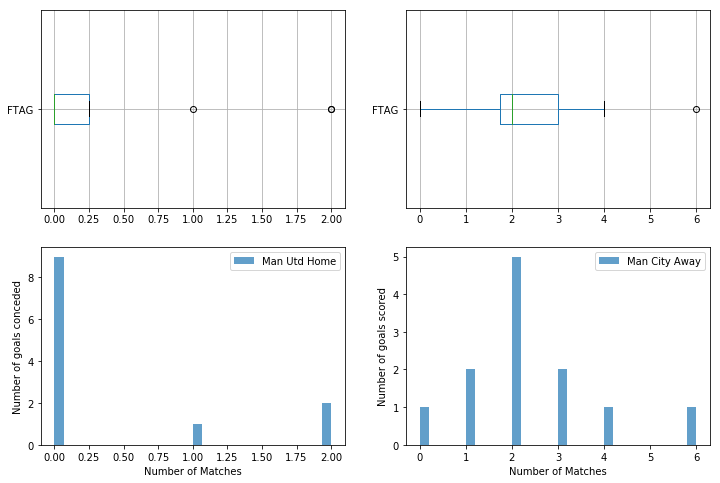 FTAG
0.00 0.25 0.50 0.75 1.00 1.25 1.50 1.75 2.00
FTAG
0 1 2 3 4 5 6
Man Utd Home
Number of goals conceded
8
6
4
2
0
0.00 0.25 0.50 0.75 1.00 1.25 1.50 1.75 2.00
Number of Matches
Man City Away
Number of goals scored
5
4
3
2
1
0
0 1 2 3 4 5 6
Number of Matches